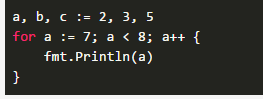 a, b, c := 2, 3, 5
for a := 7; a < 8; a++ {
    fmt.Println(a)
}